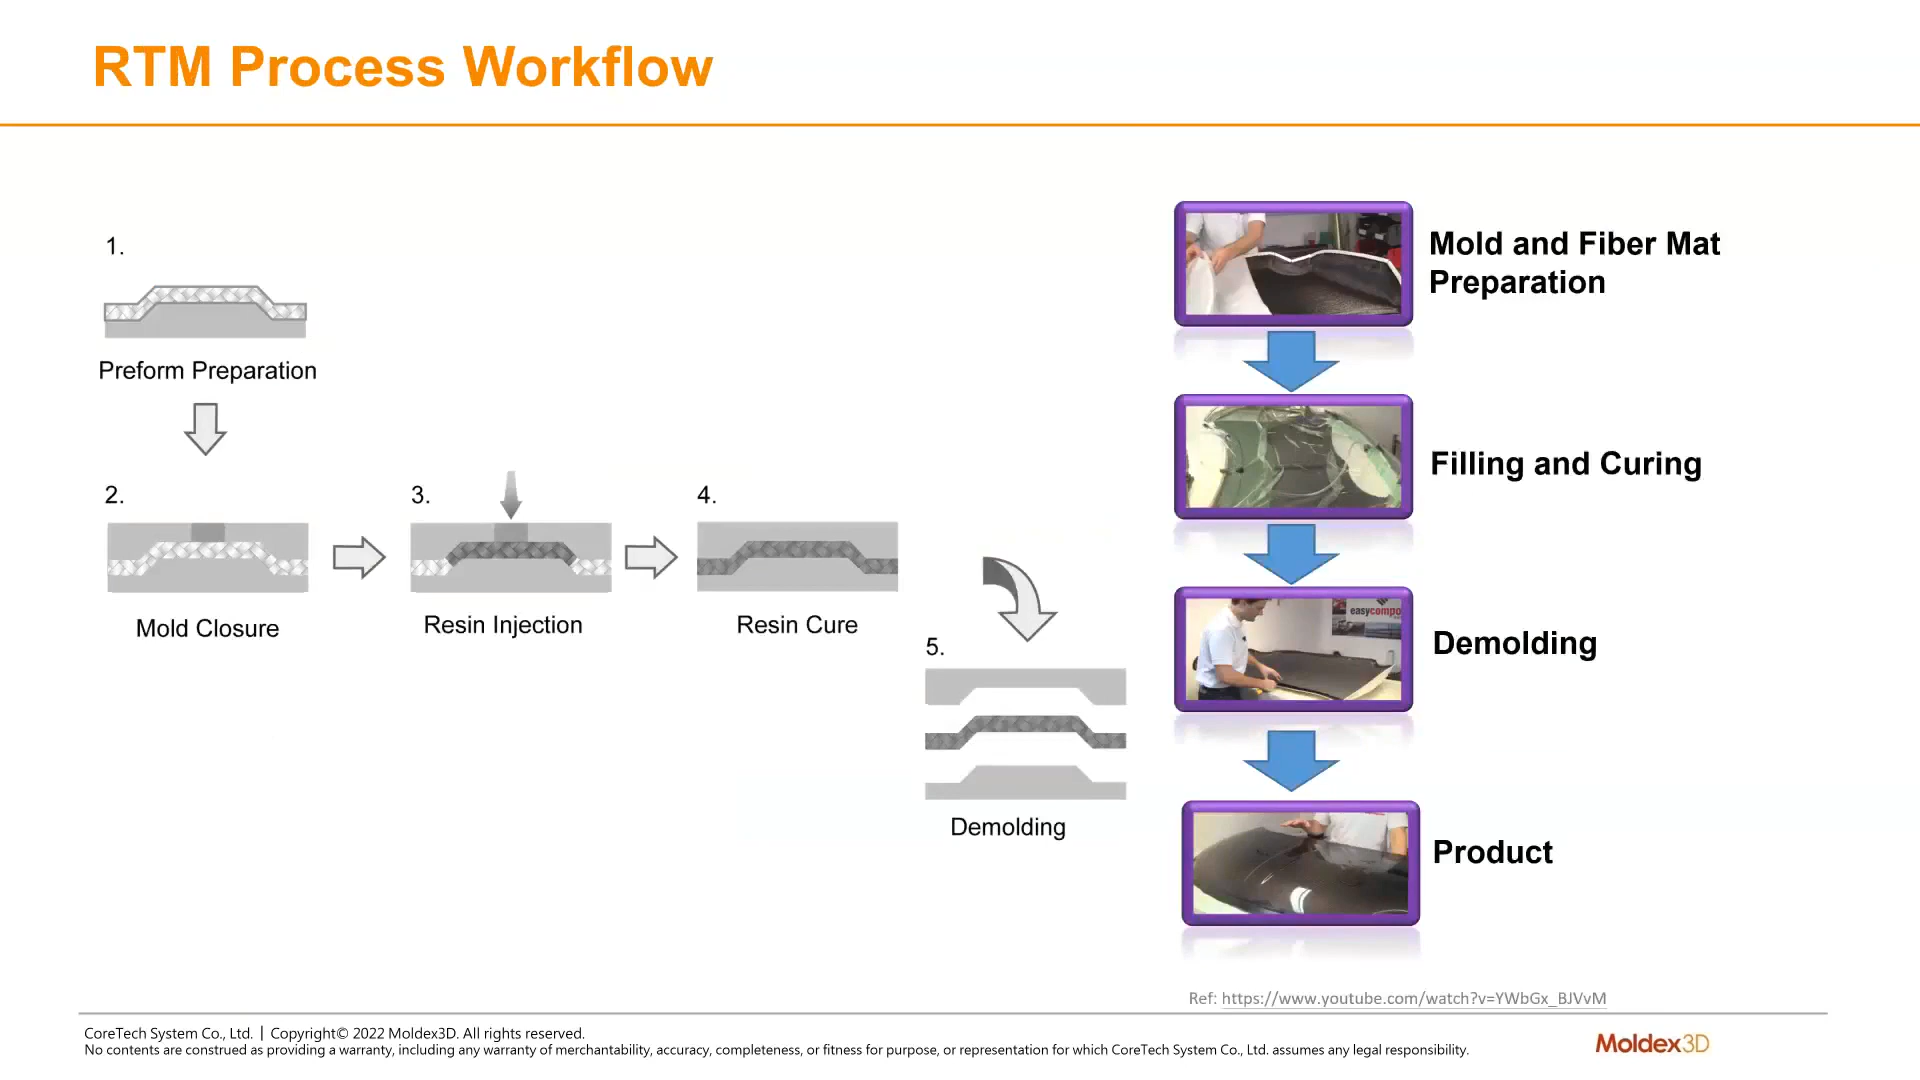 RTM Process Workflow
1.
Preform Preparation
2.
Mold Closure
3.
Resin Injection
4.
Resin Cure
5.
Demolding
Mold and Fiber Mat
Preparation
Filling and Curing
easycompo
Demolding
Product
Ref: https://www.youtube.com/watch?v=YWbGx_BJVvM
CoreTech System Co., Ltd. | Copyright© 2022 Moldex3D. All rights reserved.
No contents are construed as providing a warranty, including any warranty of merchantability, accuracy, completeness, or fitness for purpose, or representation for which CoreTech System Co., Ltd. assumes any legal responsibility.
Moldex3D